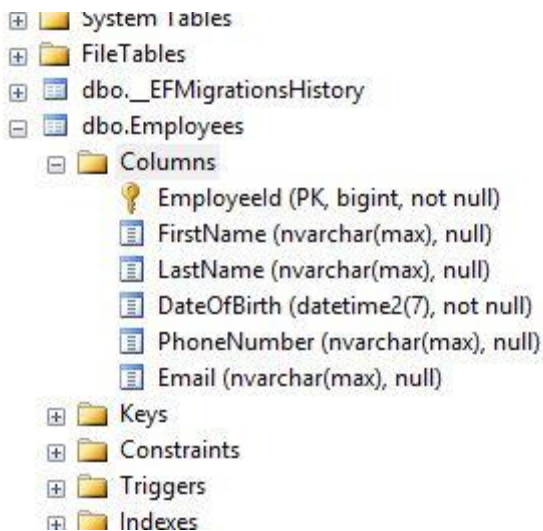 System Tables
FileTables
dbo.__EFMigrationsHistory
dbo.Employees
Columns
EmployeeId (PK, bigint, not null)
FirstName (nvarchar(max), null)
LastName (nvarchar(max), null)
DateOfBirth (datetime2(7), not null)
PhoneNumber (nvarchar(max), null)
Email (nvarchar(max), null)
Keys
Constraints
Triggers
Indexes